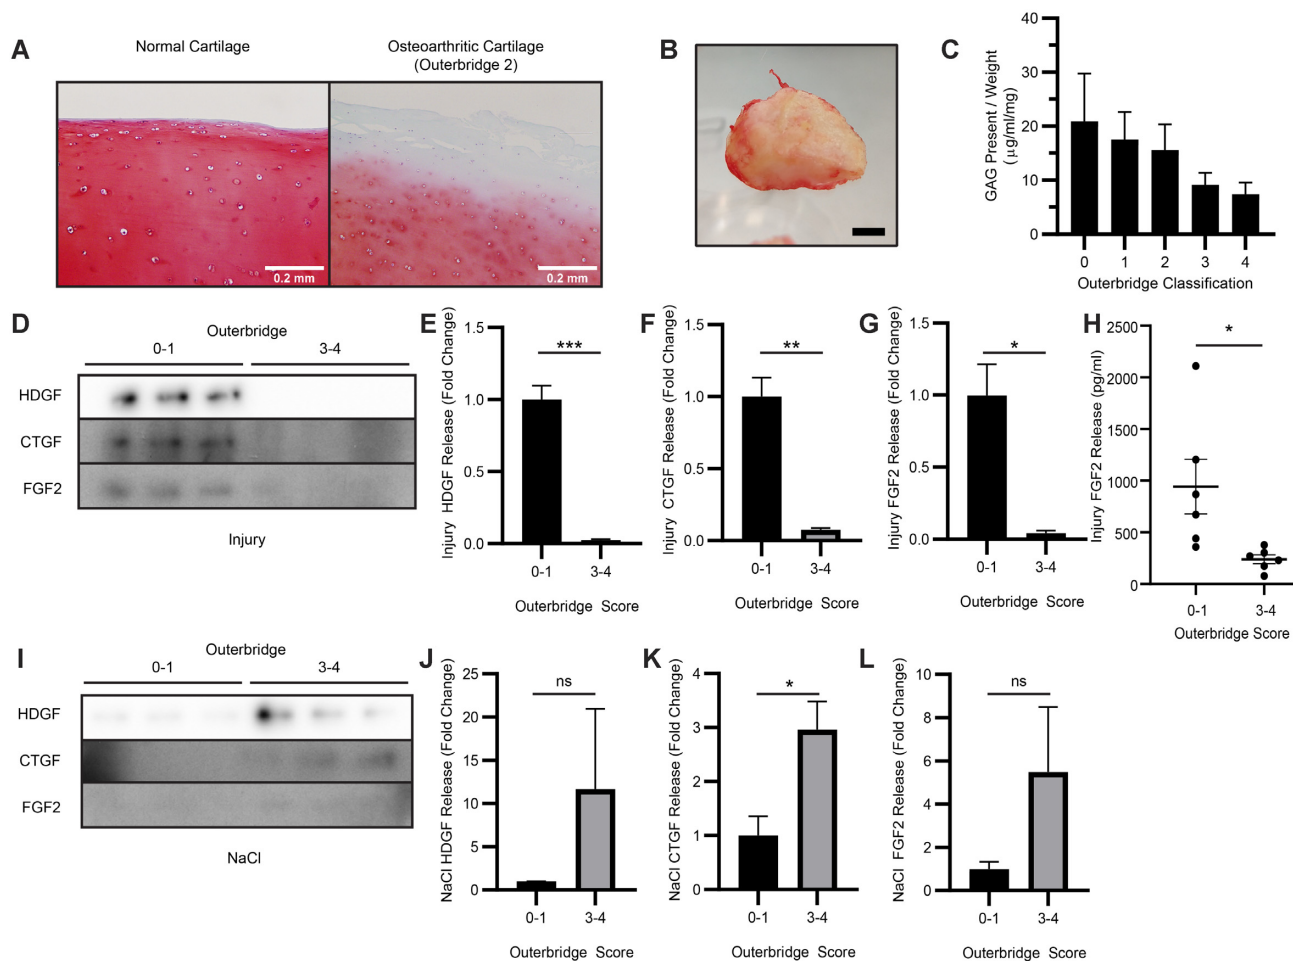 A
Normal Cartilage
Osteoarthritic Cartilage
(Outerbridge 2)
0.2 mm
0.2 mm
B
C
GAG Present / Weight
(µg/ml/mg)
40
30
20
10
0
0 1 2 3 4
Outerbridge Classification
D
Outerbridge
0-1 3-4
HDGF
CTGF
FGF2
Injury
E
Injury HDGF Release (Fold Change)
1.5
1.0
0.5
0.0
***
0-1 3-4
Outerbridge Score
F
Injury CTGF Release (Fold Change)
1.5
1.0
0.5
0.0
**
0-1 3-4
Outerbridge Score
G
Injury FGF2 Release (Fold Change)
1.5
1.0
0.5
0.0
*
0-1 3-4
Outerbridge Score
H
Injury FGF2 Release (pg/ml)
2500
2000
1500
1000
500
0
*
0-1 3-4
Outerbridge Score
I
Outerbridge
0-1 3-4
HDGF
CTGF
FGF2
NaCl
J
NaCl HDGF Release (Fold Change)
25
20
15
10
5
0
ns
0-1 3-4
Outerbridge Score
K
NaCl CTGF Release (Fold Change)
4
3
2
1
0
*
0-1 3-4
Outerbridge Score
L
NaCl FGF2 Release (Fold Change)
10
8
6
4
2
0
ns
0-1 3-4
Outerbridge Score